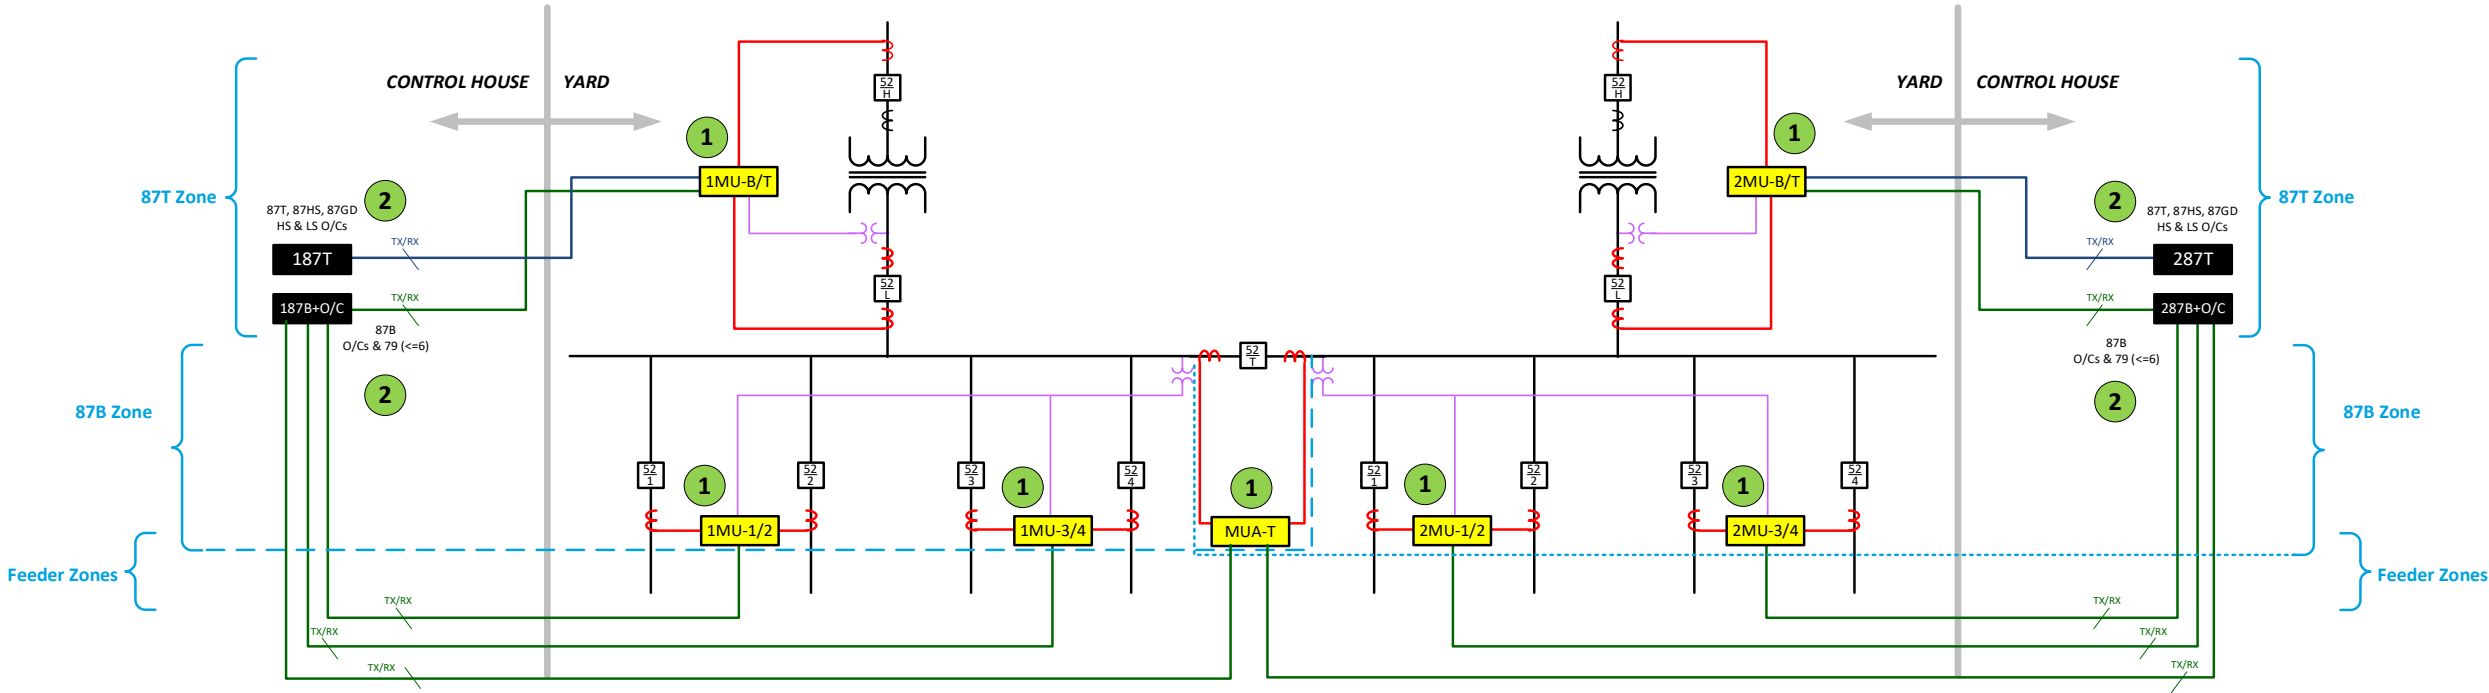 CONTROL HOUSE
YARD
YARD
CONTROL HOUSE
52
H
52
H
1
1
1MU-B/T
2MU-B/T
87T Zone
87T Zone
2
2
87T, 87HS, 87GD
HS & LS O/Cs
87T, 87HS, 87GD
HS & LS O/Cs
TX/RX
TX/RX
187T
287T
52
L
52
L
TX/RX
TX/RX
187B+O/C
287B+O/C
87B
O/Cs & 79 (<=6)
87B
O/Cs & 79 (<=6)
52
T
2
2
87B Zone
87B Zone
52
1
52
2
52
3
52
4
52
1
52
2
52
3
52
4
1
1
1
1
1
1MU-1/2
1MU-3/4
MUA-T
2MU-1/2
2MU-3/4
Feeder Zones
Feeder Zones
TX/RX
TX/RX
TX/RX
TX/RX
TX/RX
TX/RX